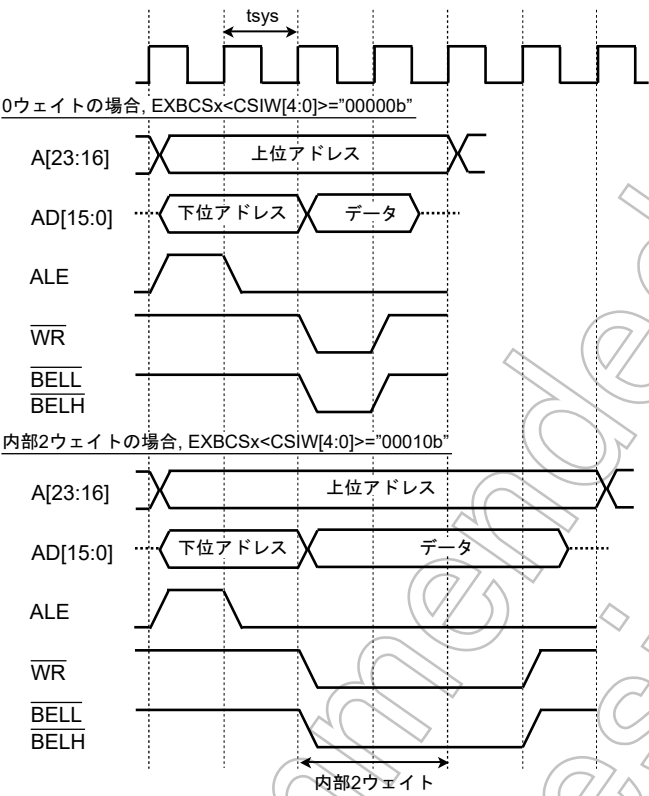 tsys
0ウェイトの場合, EXBCSx<CSIW[4:0]>="00000b"
A[23:16]
上位アドレス
AD[15:0]
下位アドレス
データ
ALE
WR
BELL
BELH
内部2ウェイトの場合, EXBCSx<CSIW[4:0]>="00010b"
A[23:16]
上位アドレス
AD[15:0]
下位アドレス
データ
ALE
WR
BELL
BELH
内部2ウェイト